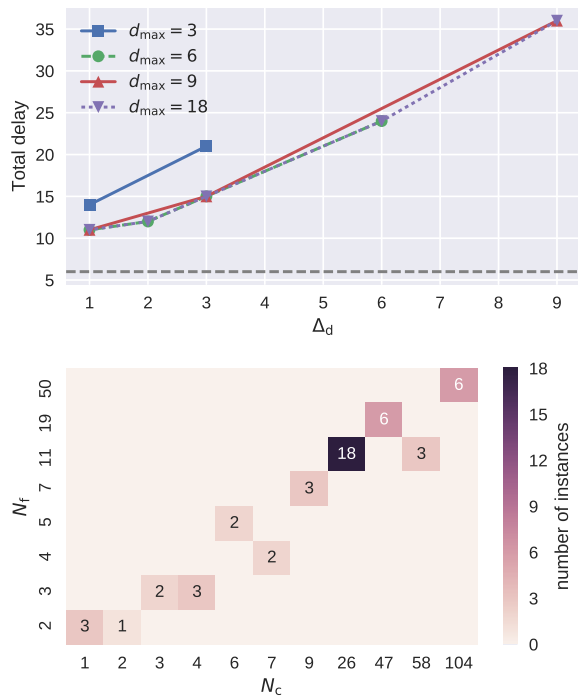 Total delay
35
30
25
20
15
10
5
d_max = 3
d_max = 6
d_max = 9
d_max = 18
1 2 3 4 5 6 7 8 9
Δ_d
N_f
50
19
11
7
5
4
3
2
6
6
18 3
3
2
2
2 3
3 1
1 2 3 4 6 7 9 26 47 58 104
N_c
18
15
12
9
6
3
0
number of instances